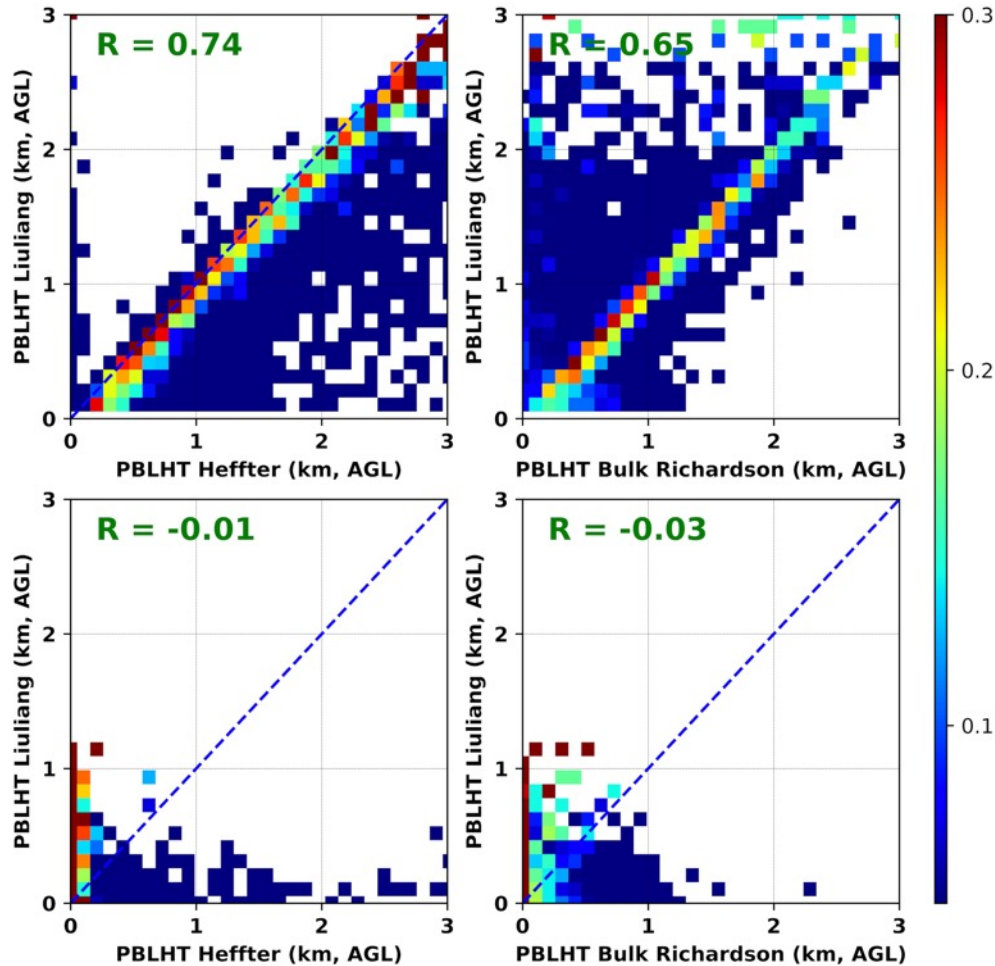 R = 0.74
3
2
1
0
PBLHT Liuliang (km, AGL)
0 1 2 3
PBLHT Heffter (km, AGL)
R = 0.65
3
2
1
0
PBLHT Liuliang (km, AGL)
0 1 2 3
PBLHT Bulk Richardson (km, AGL)
R = -0.01
3
2
1
0
PBLHT Liuliang (km, AGL)
0 1 2 3
PBLHT Heffter (km, AGL)
R = -0.03
3
2
1
0
PBLHT Liuliang (km, AGL)
0 1 2 3
PBLHT Bulk Richardson (km, AGL)
0.3
0.2
0.1